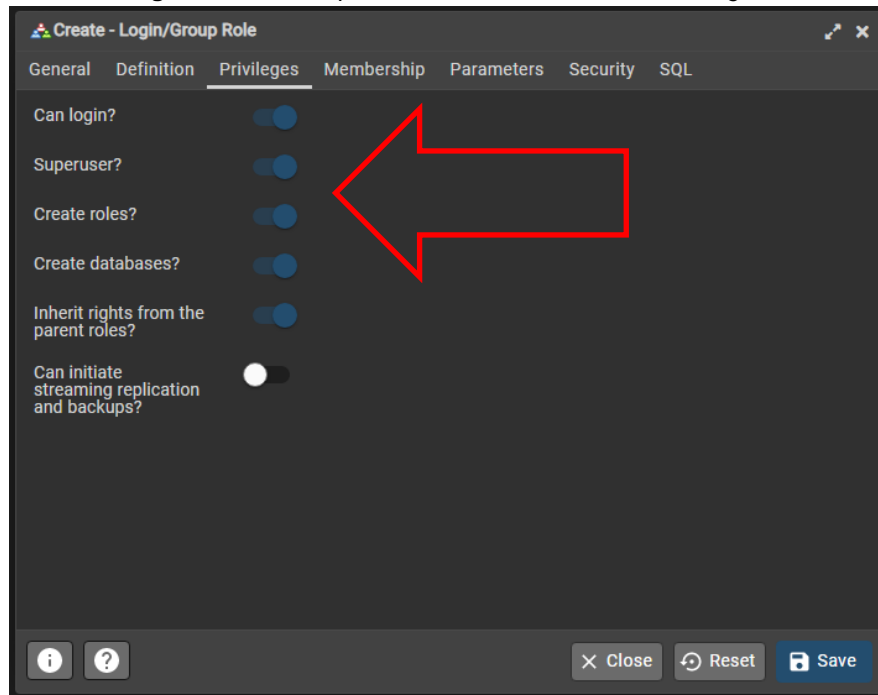 Create - Login/Group Role
General Definition Privileges Membership Parameters Security SQL
Can login?
Superuser?
Create roles?
Create databases?
Inherit rights from the
parent roles?
Can initiate
streaming replication
and backups?
Close Reset Save